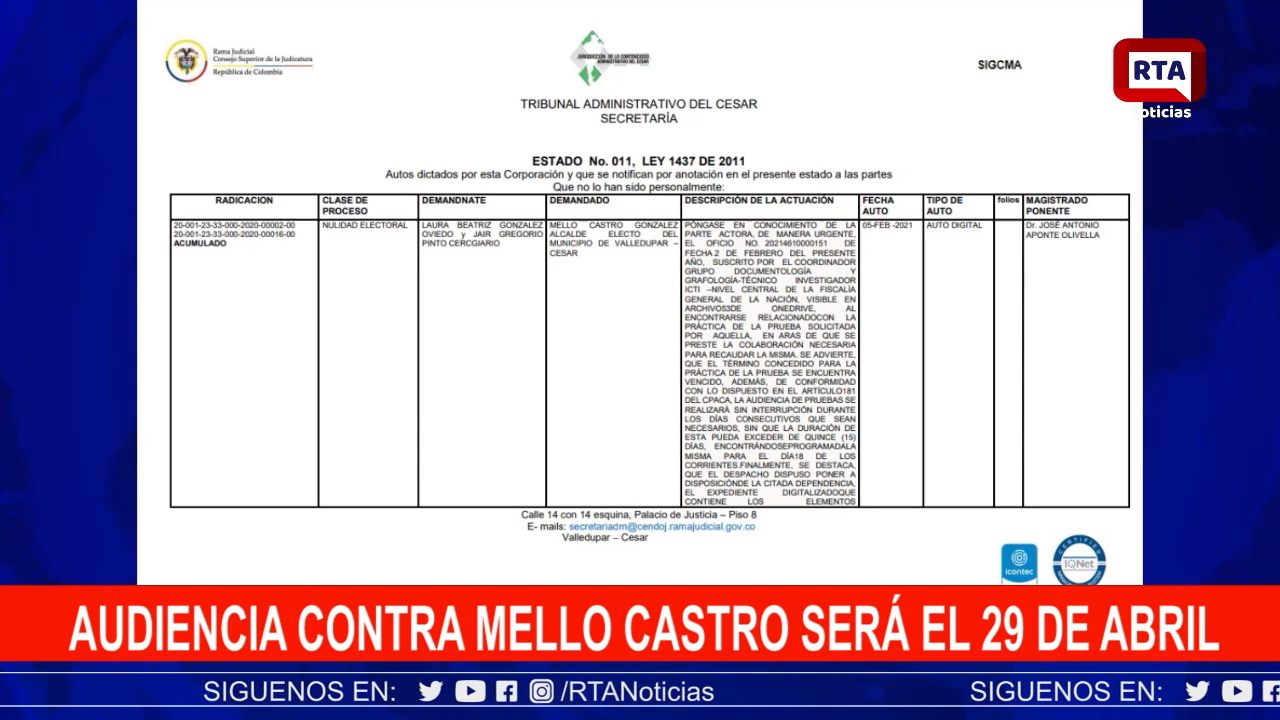 Rama Judicial
Consejo Superior de la Judicatura
República de Colombia
JURISDICCIÓN DE LO CONTENCIOSO
ADMINISTRATIVO DEL CESAR
SIGCMA
RTA
oticias
TRIBUNAL ADMINISTRATIVO DEL CESAR
SECRETARÍA
ESTADO No. 011, LEY 1437 DE 2011
Autos dictados por esta Corporación y que se notifican por anotación en el presente estado a las partes
Que no lo han sido personalmente:
RADICACION
CLASE DE
PROCESO
DEMANDNATE
DEMANDADO
DESCRIPCIÓN DE LA ACTUACIÓN
FECHA
AUTO
TIPO DE
AUTO
folios
MAGISTRADO
PONENTE
20-001-23-33-000-2020-00002-00
20-001-23-33-000-2020-00016-00
ACUMULADO
NULIDAD ELECTORAL
LAURA BEATRIZ GONZALEZ
OVIEDO y JAIR GREGORIO
PINTO CERCGIARIO
MELLO CASTRO GONZALEZ
ALCALDE ELECTO DEL
MUNICIPIO DE VALLEDUPAR –
CESAR
PÓNGASE EN CONOCIMIENTO DE LA
PARTE ACTORA, DE MANERA URGENTE,
EL OFICIO NO. 20214610000151 DE
FECHA 2 DE FEBRERO DEL PRESENTE
AÑO, SUSCRITO POR EL COORDINADOR
GRUPO DOCUMENTOLOGÍA Y
GRAFOLOGÍA-TÉCNICO INVESTIGADOR
ICTI –NIVEL CENTRAL DE LA FISCALÍA
GENERAL DE LA NACIÓN, VISIBLE EN
ARCHIVO53DE ONEDRIVE, AL
ENCONTRARSE RELACIONADOCON LA
PRÁCTICA DE LA PRUEBA SOLICITADA
POR AQUELLA, EN ARAS DE QUE SE
PRESTE LA COLABORACIÓN NECESARIA
PARA RECAUDAR LA MISMA. SE ADVIERTE,
QUE EL TÉRMINO CONCEDIDO PARA LA
PRÁCTICA DE LA PRUEBA SE ENCUENTRA
VENCIDO, ADEMÁS, DE CONFORMIDAD
CON LO DISPUESTO EN EL ARTÍCULO181
DEL CPACA, LA AUDIENCIA DE PRUEBAS SE
REALIZARÁ SIN INTERRUPCIÓN DURANTE
LOS DÍAS CONSECUTIVOS QUE SEAN
NECESARIOS, SIN QUE LA DURACIÓN DE
ESTA PUEDA EXCEDER DE QUINCE (15)
DÍAS, ENCONTRÁNDOSEPROGRAMADALA
MISMA PARA EL DÍA18 DE LOS
CORRIENTES.FINALMENTE, SE DESTACA,
QUE EL DESPACHO DISPUSO PONER A
DISPOSICIÓNDE LA CITADA DEPENDENCIA,
EL EXPEDIENTE DIGITALIZADOQUE
CONTIENE LOS ELEMENTOS
05-FEB -2021
AUTO DIGITAL
Dr. JOSÉ ANTONIO
APONTE OLIVELLA
Calle 14 con 14 esquina, Palacio de Justicia – Piso 8
E- mails: secretariadm@cendoj.ramajudicial.gov.co
Valledupar – Cesar
icontec
CERTIFIED
IQNet
AUDIENCIA CONTRA MELLO CASTRO SERÁ EL 29 DE ABRIL
SIGUENOS EN: /RTANoticias SIGUENOS EN: